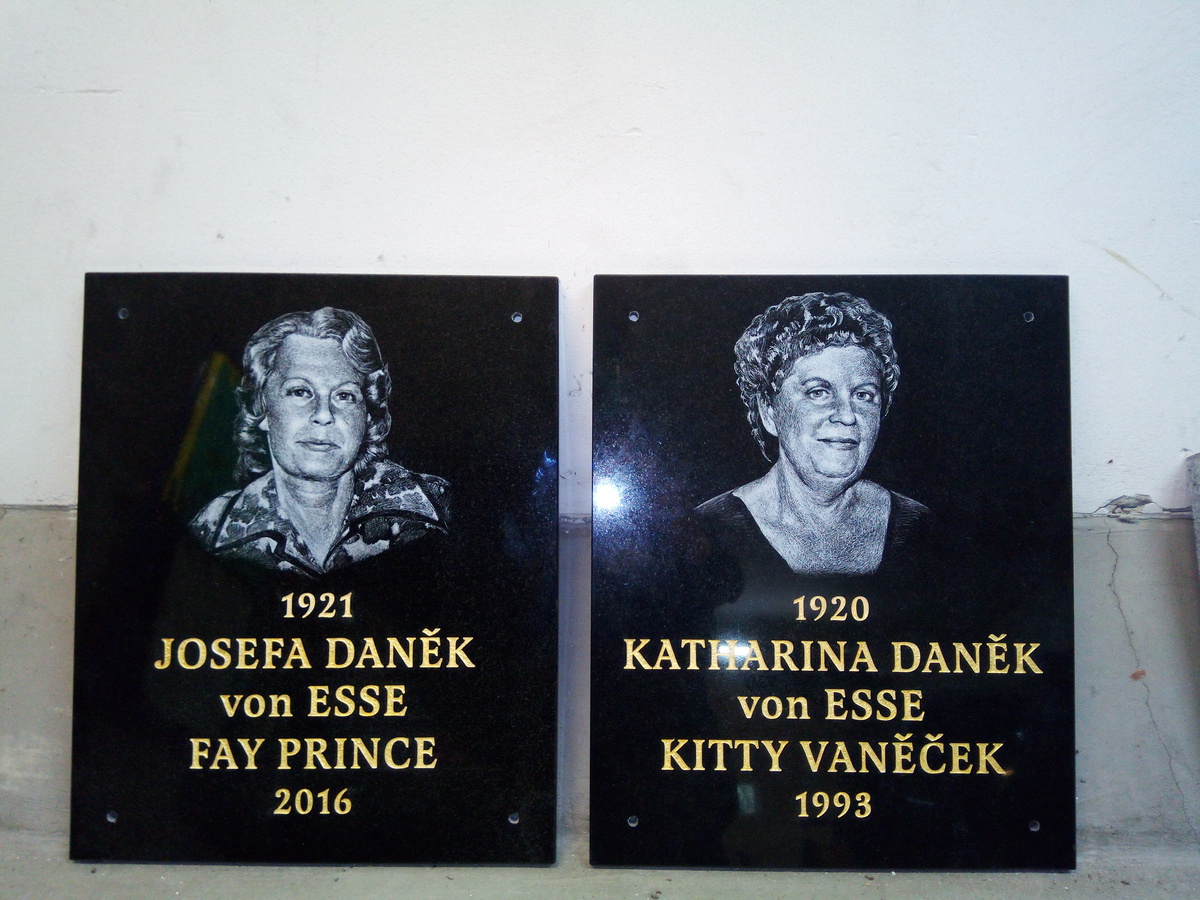 1921
JOSEFA DANĚK
von ESSE
FAY PRINCE
2016
1920
KATHARINA DANĚK
von ESSE
KITTY VANĚČEK
1993